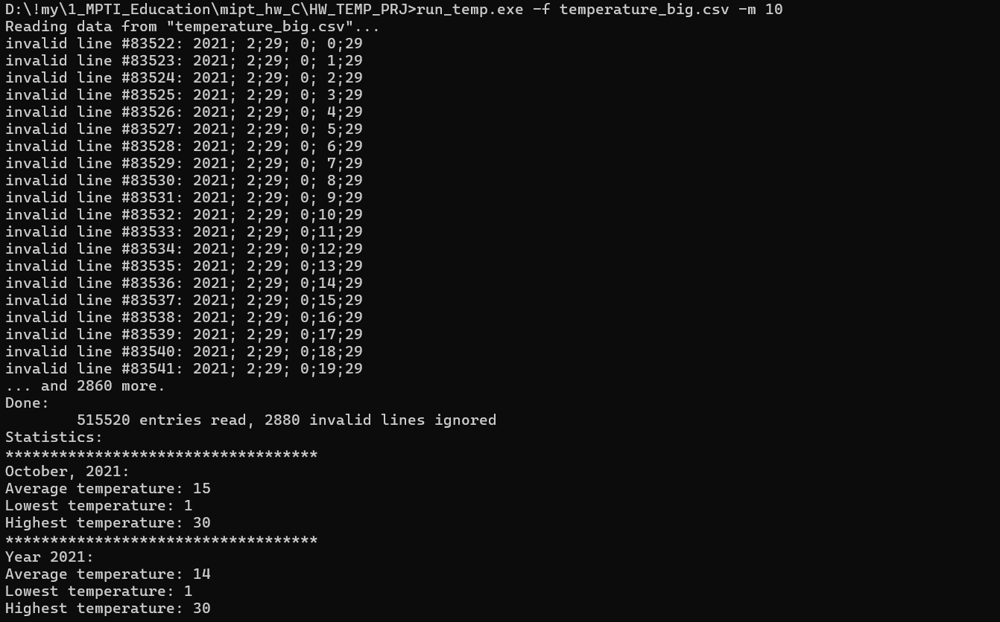 D:\!my\1_MPTI_Education\mipt_hw_C\HW_TEMP_PRJ>run_temp.exe -f temperature_big.csv -m 10
Reading data from "temperature_big.csv"...
invalid line #83522: 2021; 2;29; 0; 0;29
invalid line #83523: 2021; 2;29; 0; 1;29
invalid line #83524: 2021; 2;29; 0; 2;29
invalid line #83525: 2021; 2;29; 0; 3;29
invalid line #83526: 2021; 2;29; 0; 4;29
invalid line #83527: 2021; 2;29; 0; 5;29
invalid line #83528: 2021; 2;29; 0; 6;29
invalid line #83529: 2021; 2;29; 0; 7;29
invalid line #83530: 2021; 2;29; 0; 8;29
invalid line #83531: 2021; 2;29; 0; 9;29
invalid line #83532: 2021; 2;29; 0;10;29
invalid line #83533: 2021; 2;29; 0;11;29
invalid line #83534: 2021; 2;29; 0;12;29
invalid line #83535: 2021; 2;29; 0;13;29
invalid line #83536: 2021; 2;29; 0;14;29
invalid line #83537: 2021; 2;29; 0;15;29
invalid line #83538: 2021; 2;29; 0;16;29
invalid line #83539: 2021; 2;29; 0;17;29
invalid line #83540: 2021; 2;29; 0;18;29
invalid line #83541: 2021; 2;29; 0;19;29
... and 2860 more.
Done:
        515520 entries read, 2880 invalid lines ignored
Statistics:
***********************************
October, 2021:
Average temperature: 15
Lowest temperature: 1
Highest temperature: 30
***********************************
Year 2021:
Average temperature: 14
Lowest temperature: 1
Highest temperature: 30